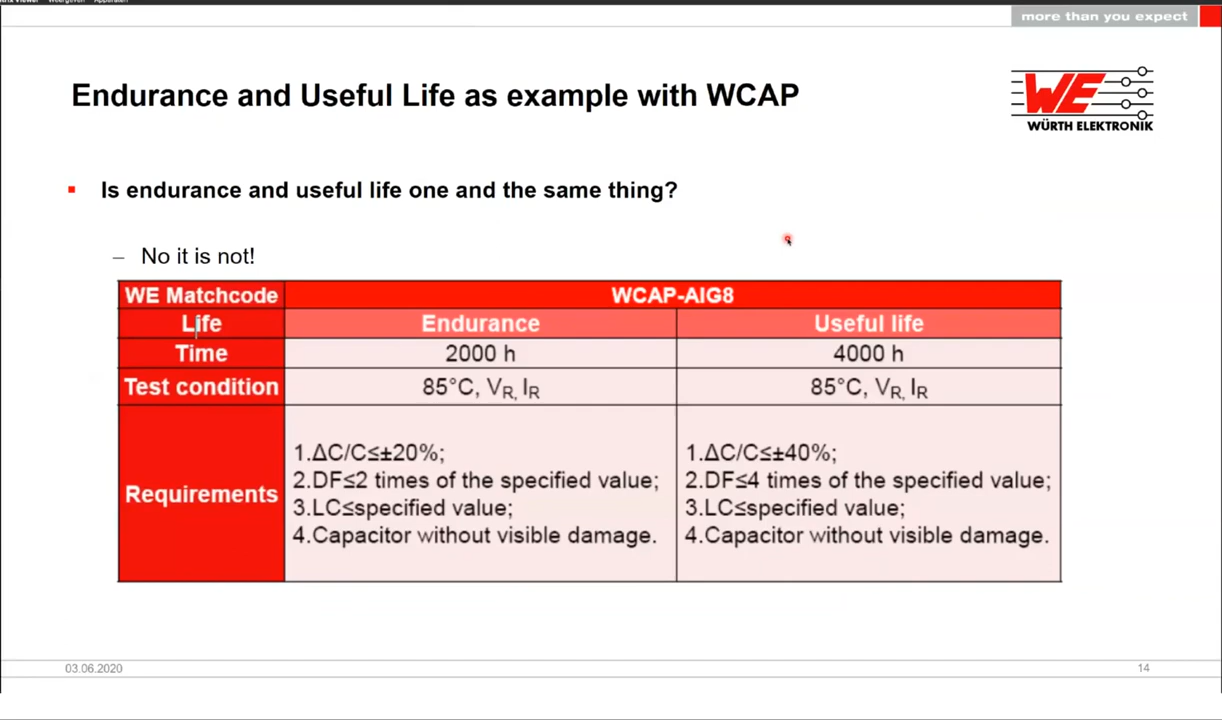 more than you expect
Endurance and Useful Life as example with WCAP
WE
WÜRTH ELEKTRONIK
Is endurance and useful life one and the same thing?
– No it is not!
WE Matchcode WCAP-AIG8
Life Endurance Useful life
Time 2000 h 4000 h
Test condition 85°C, VR, IR 85°C, VR, IR
Requirements
1.ΔC/C≤±20%;
2.DF≤2 times of the specified value;
3.LC≤specified value;
4.Capacitor without visible damage.
1.ΔC/C≤±40%;
2.DF≤4 times of the specified value;
3.LC≤specified value;
4.Capacitor without visible damage.
03.06.2020 14